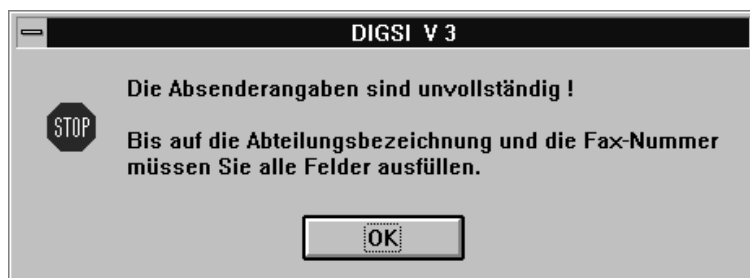 DIGSI V 3
Die Absenderangaben sind unvollständig !
STOP
Bis auf die Abteilungsbezeichnung und die Fax-Nummer
müssen Sie alle Felder ausfüllen.
OK